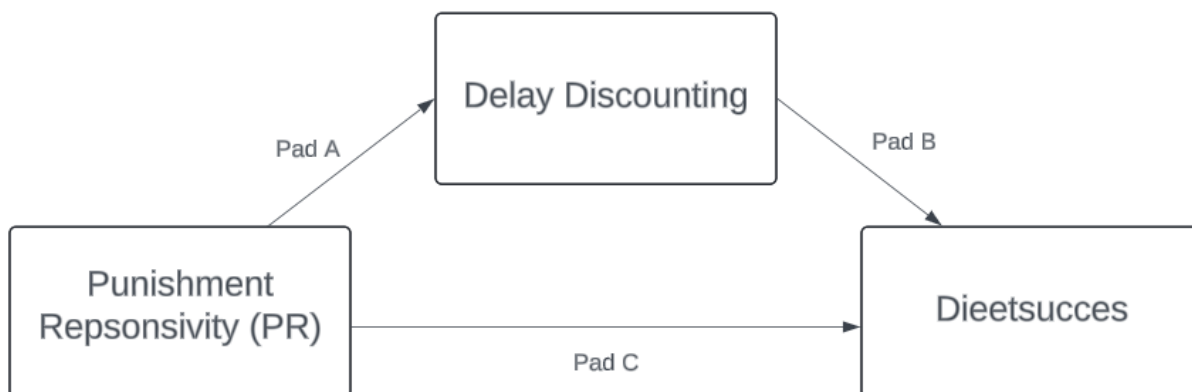 Delay Discounting
Pad A
Pad B
Punishment
Repsonsivity (PR)
Dieetsucces
Pad C